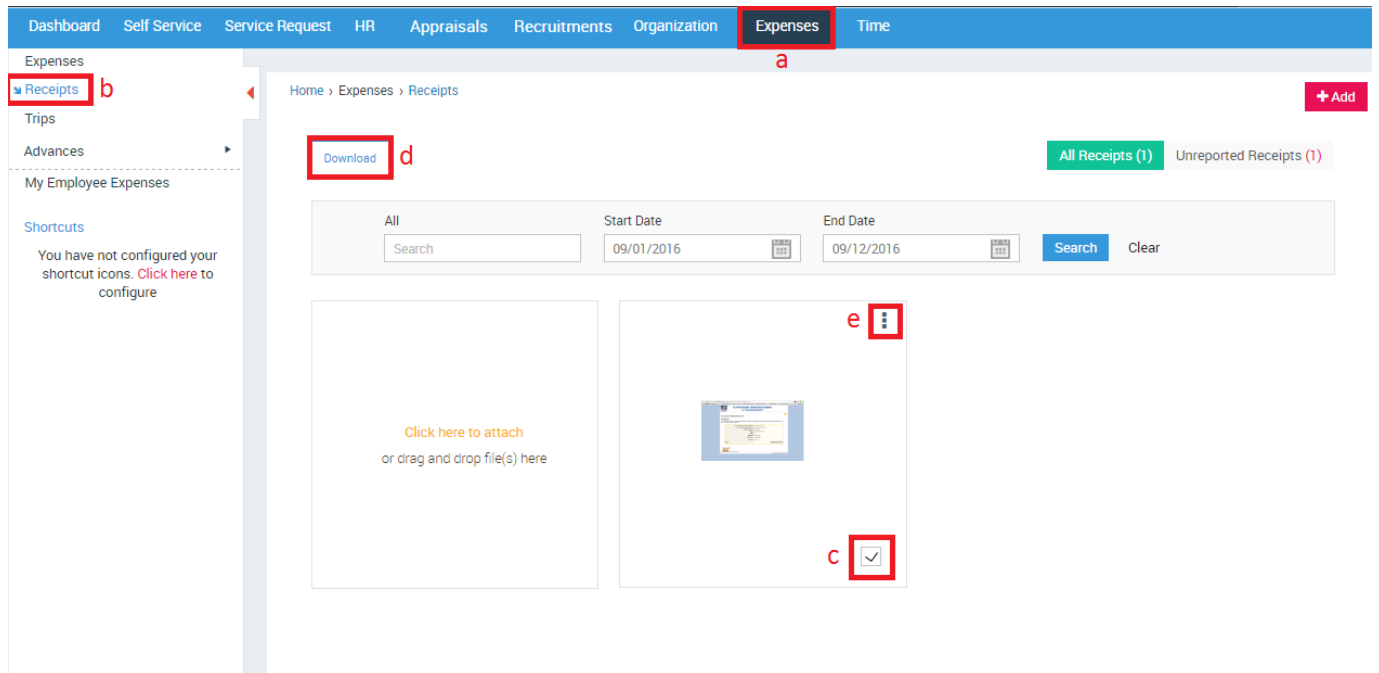 Dashboard Self Service Service Request HR Appraisals Recruitments Organization Expenses Time
a
Expenses
Receipts b
Trips
Advances
My Employee Expenses
Shortcuts
You have not configured your
shortcut icons. Click here to
configure
Home › Expenses › Receipts
+ Add
Download d
All Receipts (1) Unreported Receipts (1)
All Start Date End Date
Search 09/01/2016 09/12/2016 Search Clear
e
Click here to attach
or drag and drop file(s) here
c